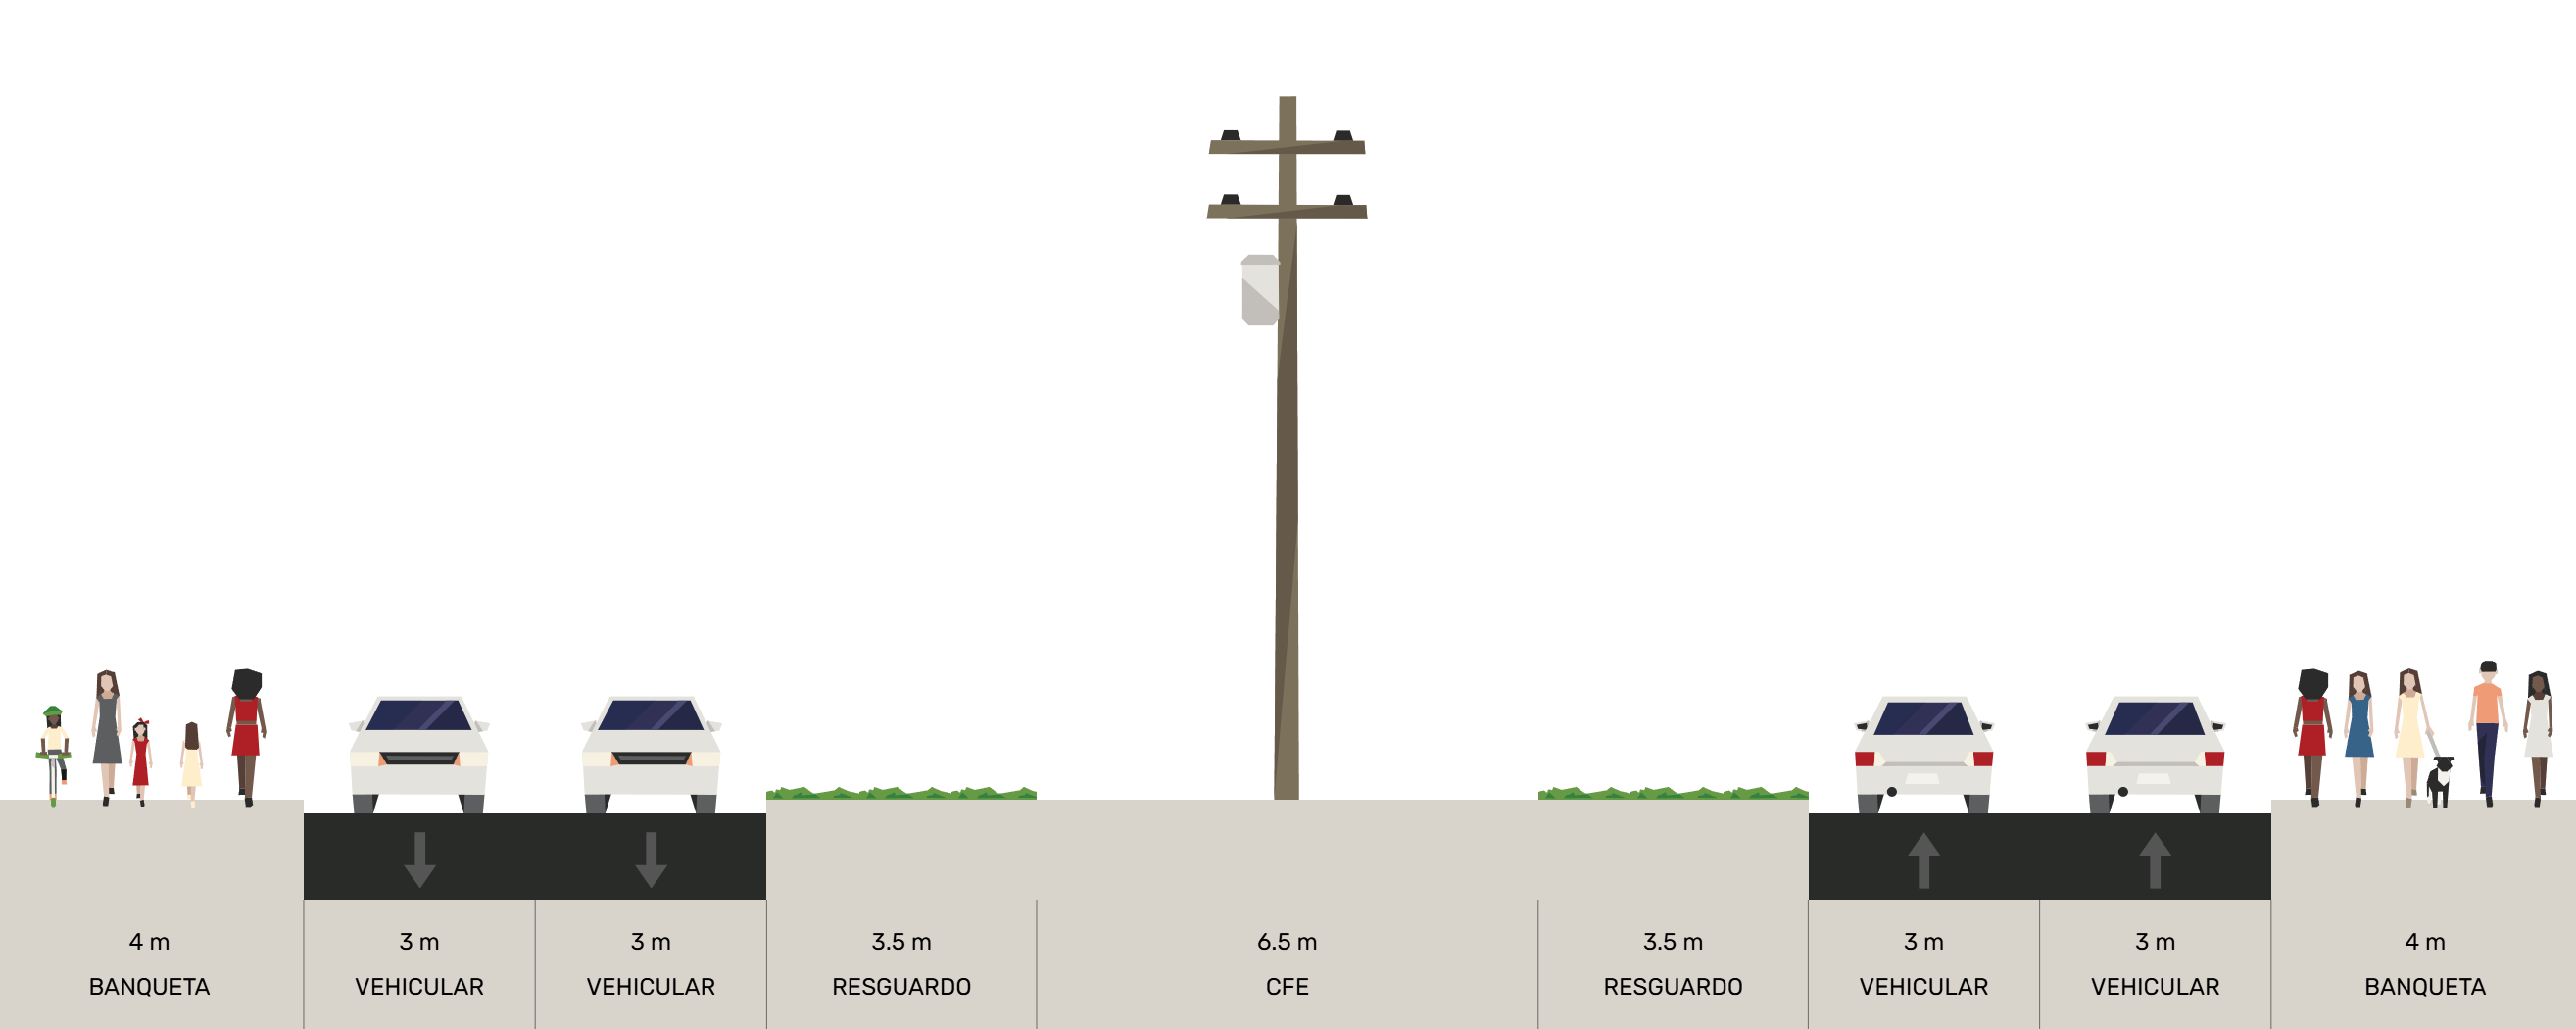 4 m
BANQUETA
3 m
VEHICULAR
3 m
VEHICULAR
3.5 m
RESGUARDO
6.5 m
CFE
3.5 m
RESGUARDO
3 m
VEHICULAR
3 m
VEHICULAR
4 m
BANQUETA